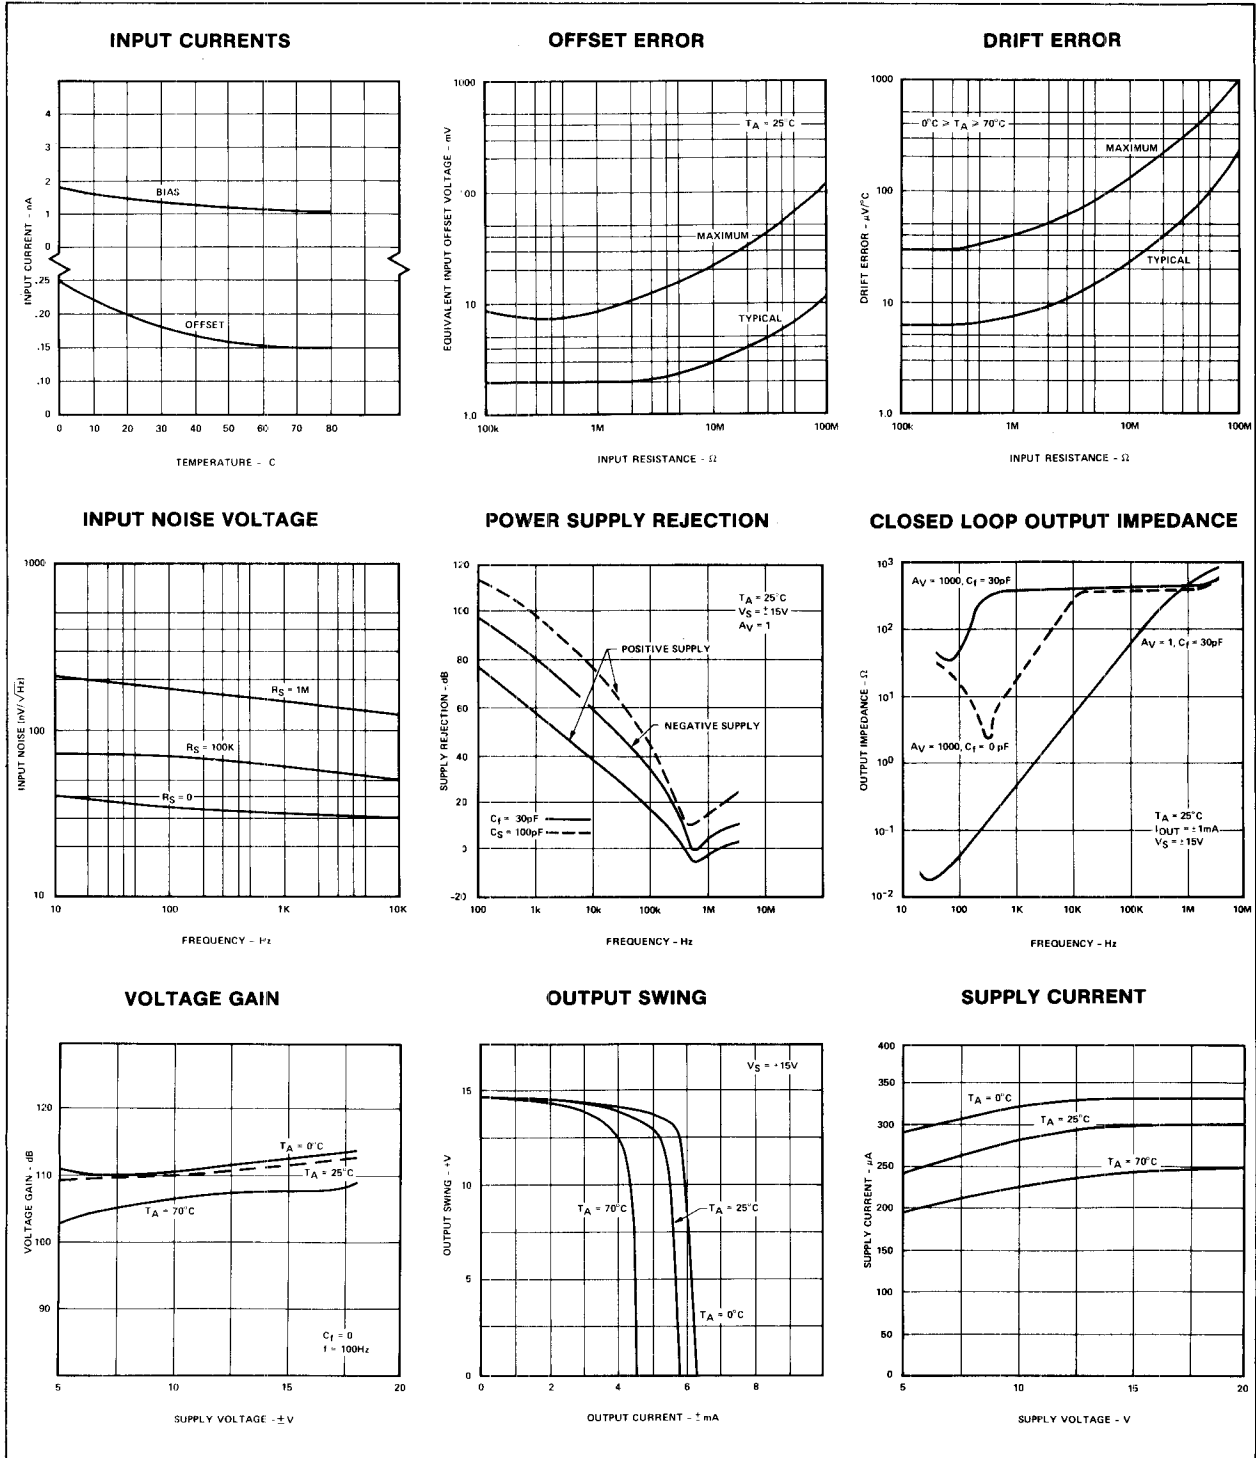 INPUT CURRENTS
INPUT CURRENT - nA
4
3
2
1
0
0.25
.20
.15
.10
0
BIAS
OFFSET
0 10 20 30 40 50 60 70 80
TEMPERATURE - C
OFFSET ERROR
EQUIVALENT INPUT OFFSET VOLTAGE - mV
1000
100
10
1.0
TA = 25°C
MAXIMUM
TYPICAL
100k 1M 10M 100M
INPUT RESISTANCE - Ω
DRIFT ERROR
DRIFT ERROR - μV/°C
1000
100
10
1.0
0°C ≥ TA ≥ 70°C
MAXIMUM
TYPICAL
100k 1M 10M 100M
INPUT RESISTANCE - Ω
INPUT NOISE VOLTAGE
INPUT NOISE (nV/√Hz)
1000
100
10
RS = 1M
RS = 100K
RS = 0
10 100 1K 10K
FREQUENCY - Hz
POWER SUPPLY REJECTION
SUPPLY REJECTION - dB
120
100
80
60
40
20
0
-20
TA = 25°C
VS = ±15V
AV = 1
POSITIVE SUPPLY
NEGATIVE SUPPLY
Cf = 30pF
CS = 100pF
100 1k 10k 100k 1M 10M
FREQUENCY - Hz
CLOSED LOOP OUTPUT IMPEDANCE
OUTPUT IMPEDANCE - Ω
10³
10²
10¹
10⁰
10⁻¹
10⁻²
AV = 1000, Cf = 30pF
AV = 1, Cf = 30pF
AV = 1000, Cf = 0 pF
TA = 25°C
IOUT = ±1mA
VS = ±15V
10 100 1K 10K 100K 1M 10M
FREQUENCY - Hz
VOLTAGE GAIN
VOLTAGE GAIN - dB
120
110
100
90
TA = 0°C
TA = 25°C
TA = 70°C
Cf = 0
f = 100Hz
5 10 15 20
SUPPLY VOLTAGE - ±V
OUTPUT SWING
OUTPUT SWING - ±V
15
10
5
0
VS = ±15V
TA = 70°C
TA = 25°C
TA = 0°C
0 2 4 6 8
OUTPUT CURRENT - ±mA
SUPPLY CURRENT
SUPPLY CURRENT - μA
400
350
300
250
200
150
100
50
0
TA = 0°C
TA = 25°C
TA = 70°C
5 10 15 20
SUPPLY VOLTAGE - V